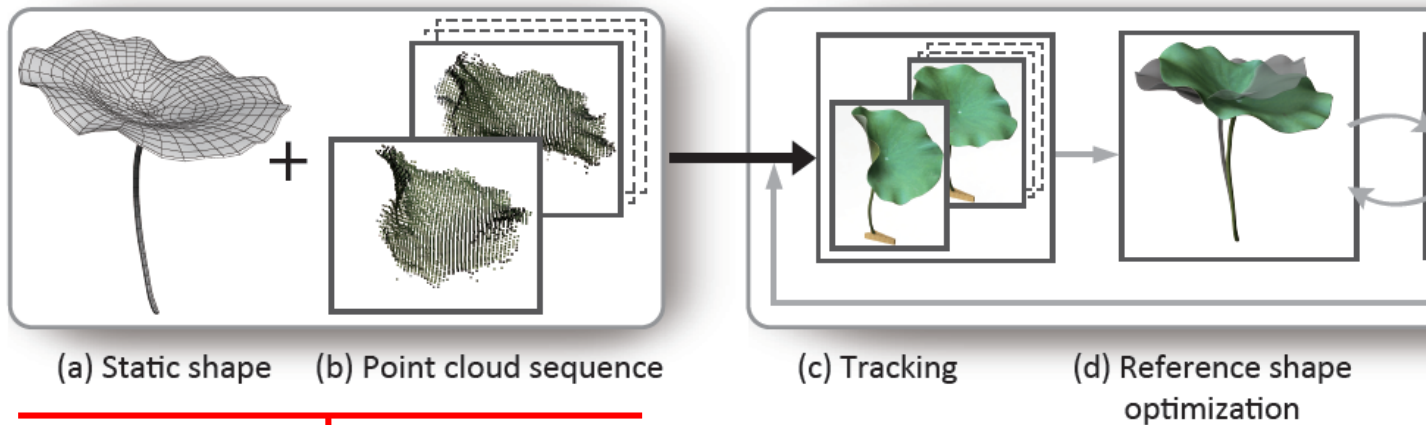 +
(a) Static shape
(b) Point cloud sequence
(c) Tracking
(d) Reference shape
optimization